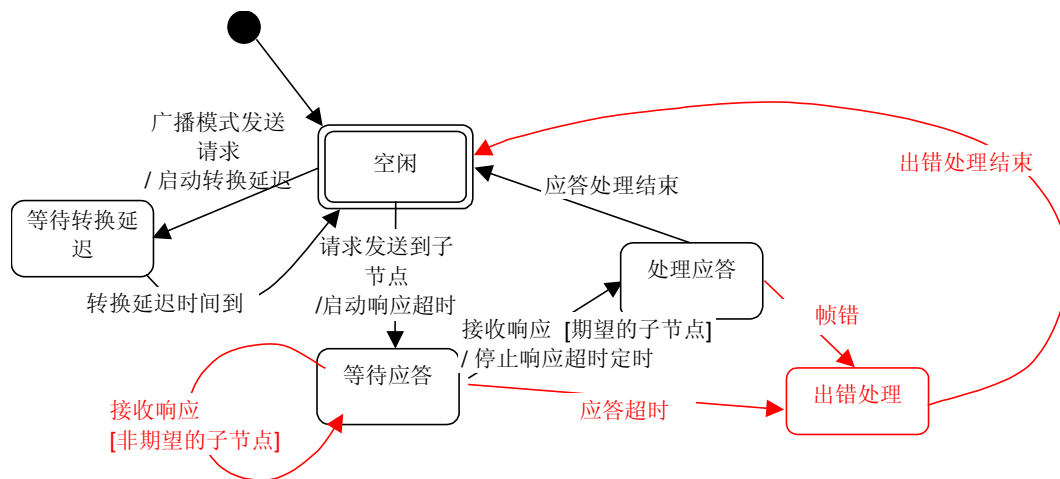 广播模式发送
请求
/ 启动转换延迟
空闲
出错处理结束
应答处理结束
等待转换延
迟
请求发送到子
节点
/启动响应超时
处理应答
转换延迟时间到
接收响应 [期望的子节点]
/ 停止响应超时定时
帧错
等待应答
出错处理
应答超时
接收响应
[非期望的子节点]